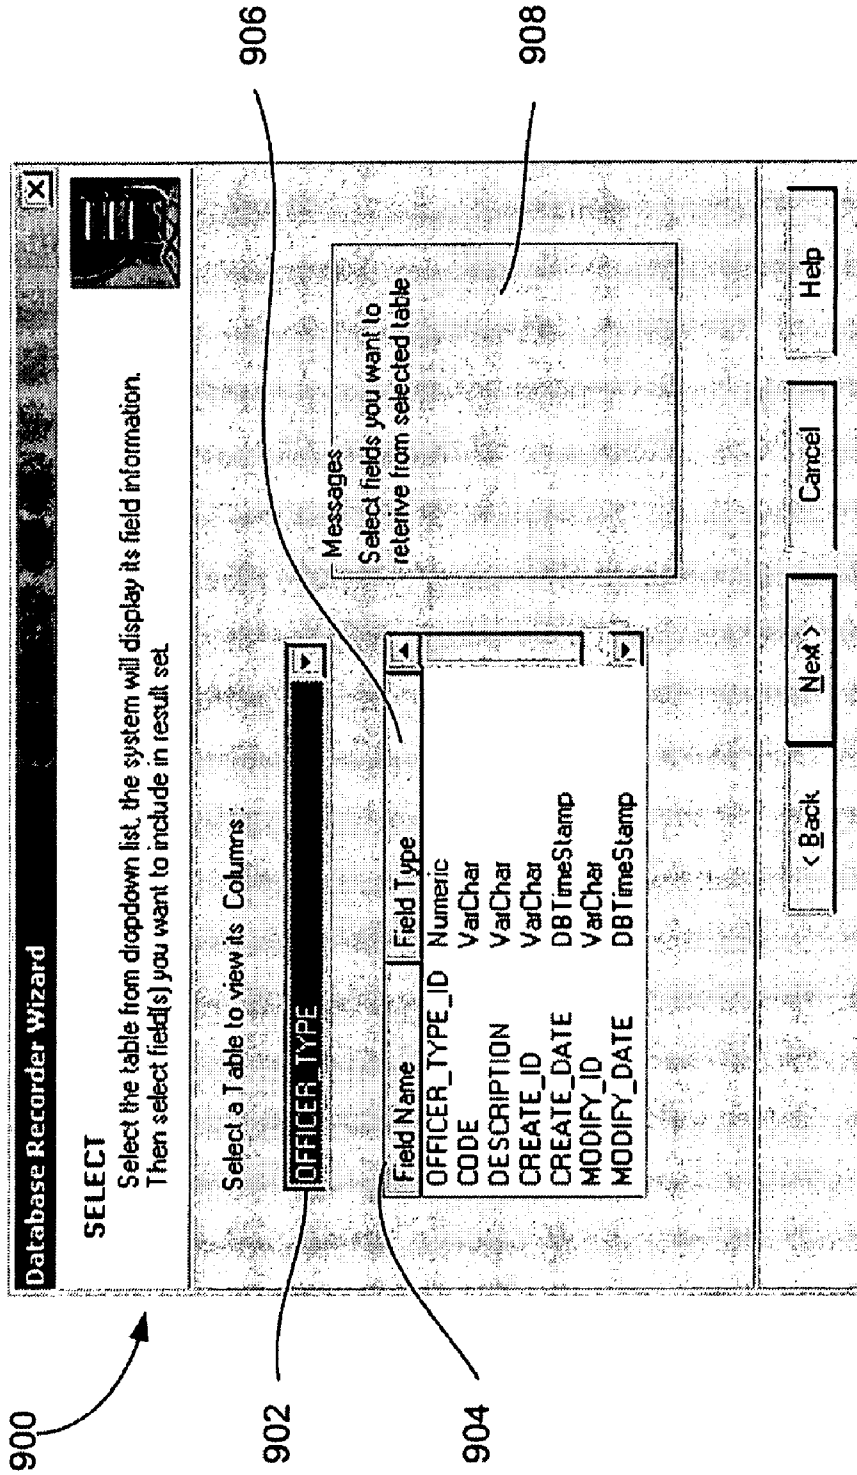 900
Database Recorder Wizard
SELECT
Select the table from dropdown list, the system will display its field information.
Then select field(s) you want to include in result set.
Select a Table to view its Columns :
902
OFFICER_TYPE
904
906
Field Name Field Type
OFFICER_TYPE_ID Numeric
CODE VarChar
DESCRIPTION VarChar
CREATE_ID VarChar
CREATE_DATE DBTimeStamp
MODIFY_ID VarChar
MODIFY_DATE DBTimeStamp
Messages
Select fields you want to
reterive from selected table
908
< Back Next > Cancel Help